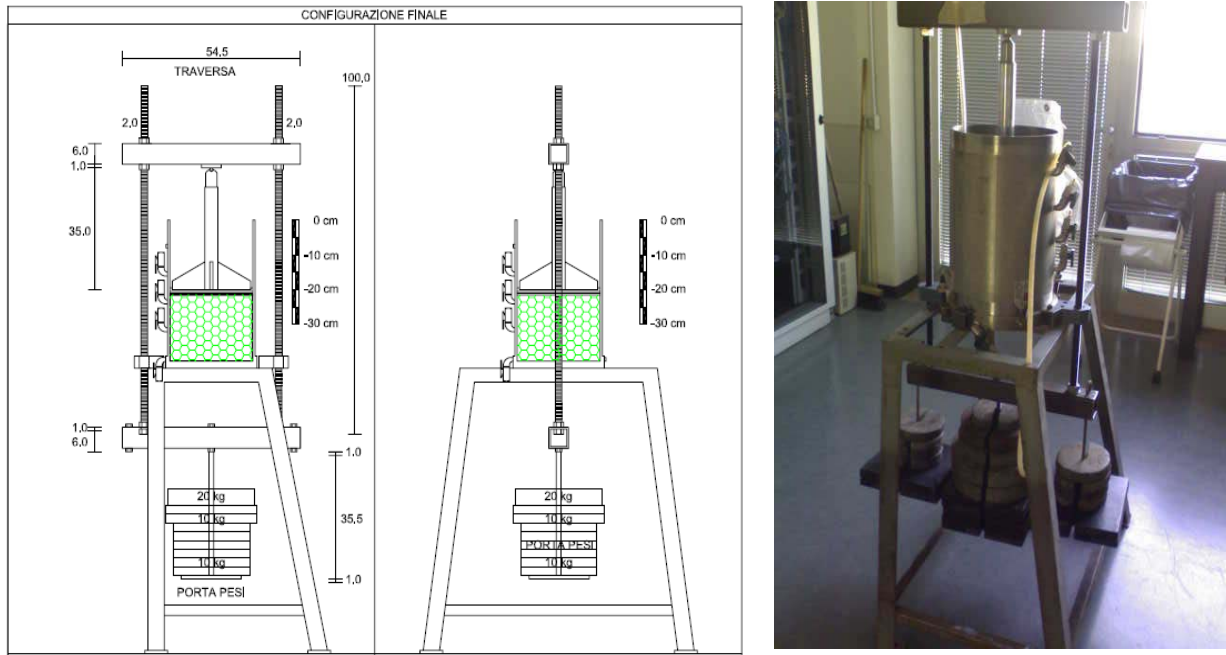 CONFIGURAZIONE FINALE
54,5
TRAVERSA
100,0
2,0
2,0
6,0
1.0
35,0
0 cm
-10 cm
-20 cm
-30 cm
1.0
6,0
1,0
20 kg
10 kg
35,5
10 kg
1,0
PORTA PESI
0 cm
-10 cm
-20 cm
-30 cm
20 kg
10 kg
PORTA PESI
10 kg